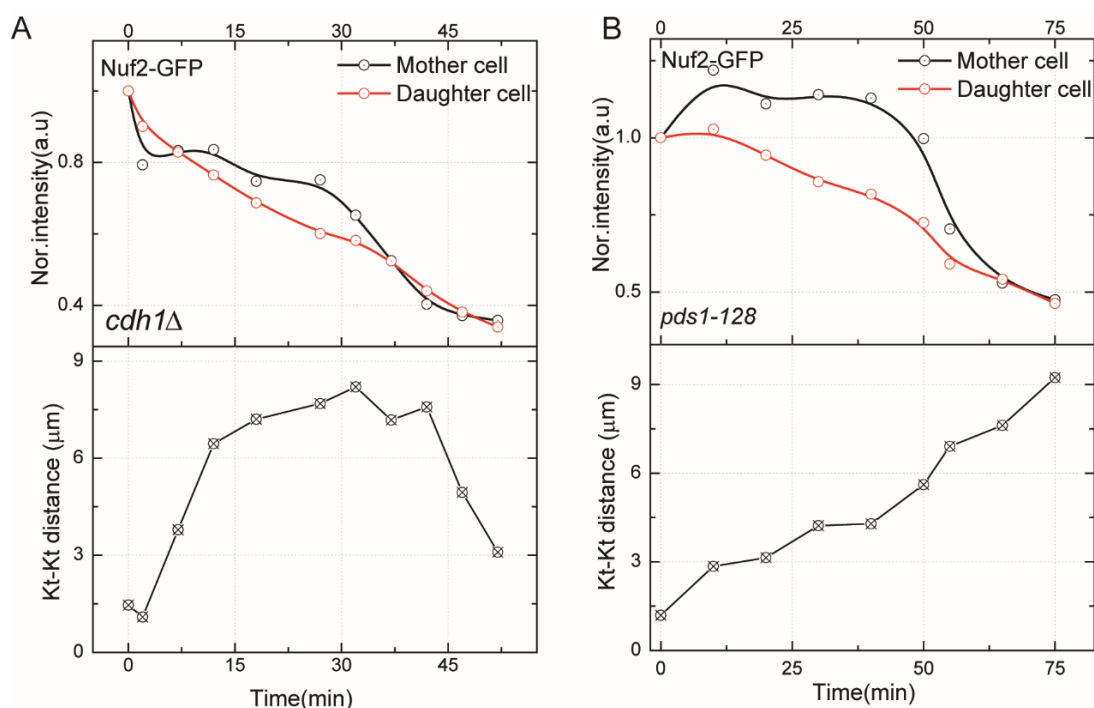 A
0 15 30 45
Nuf2-GFP
Mother cell
Daughter cell
Nor.intensity(a.u)
0.8
0.4
cdh1Δ
Kt-Kt distance (μm)
9
6
3
0
0 15 30 45
Time(min)
B
0 25 50 75
Nuf2-GFP
Mother cell
Daughter cell
Nor.intensity(a.u)
1.0
0.5
pds1-128
Kt-Kt distance (μm)
9
6
3
0
0 25 50 75
Time(min)